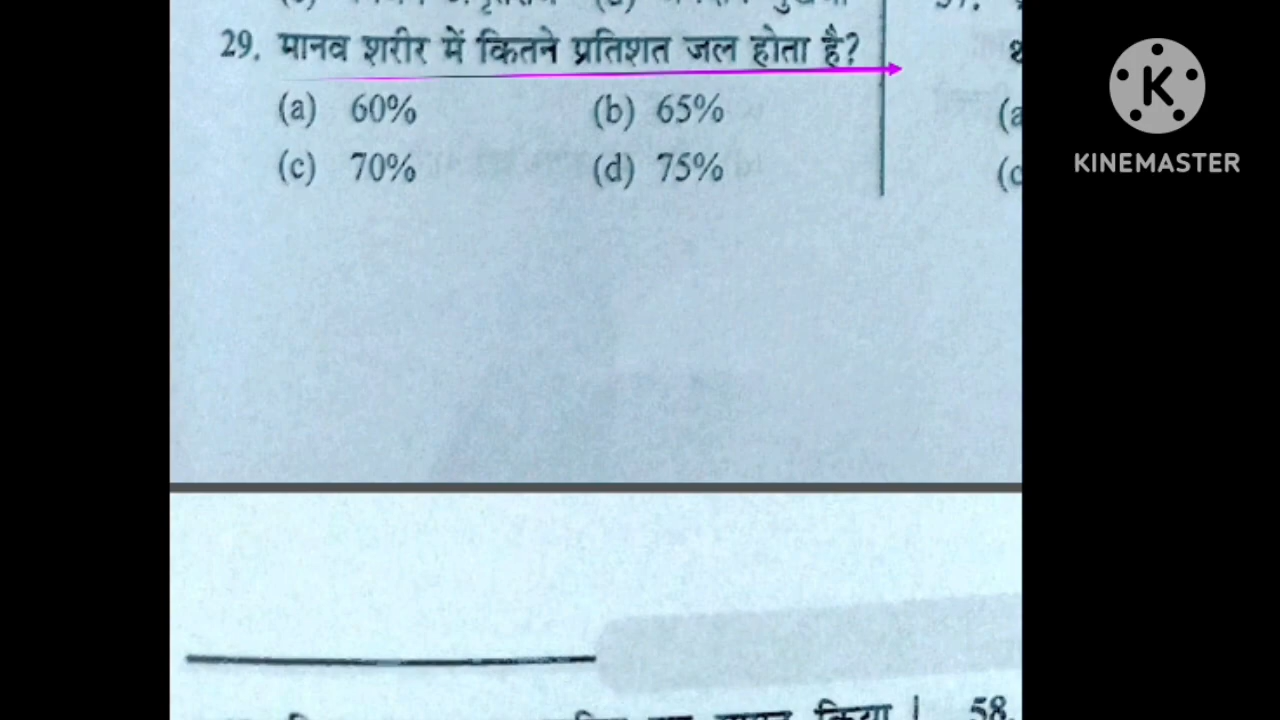 29. मानव शरीर में कितने प्रतिशत जल होता है?
(a) 60% (b) 65%
(c) 70% (d) 75%
KINEMASTER
किया।
58.